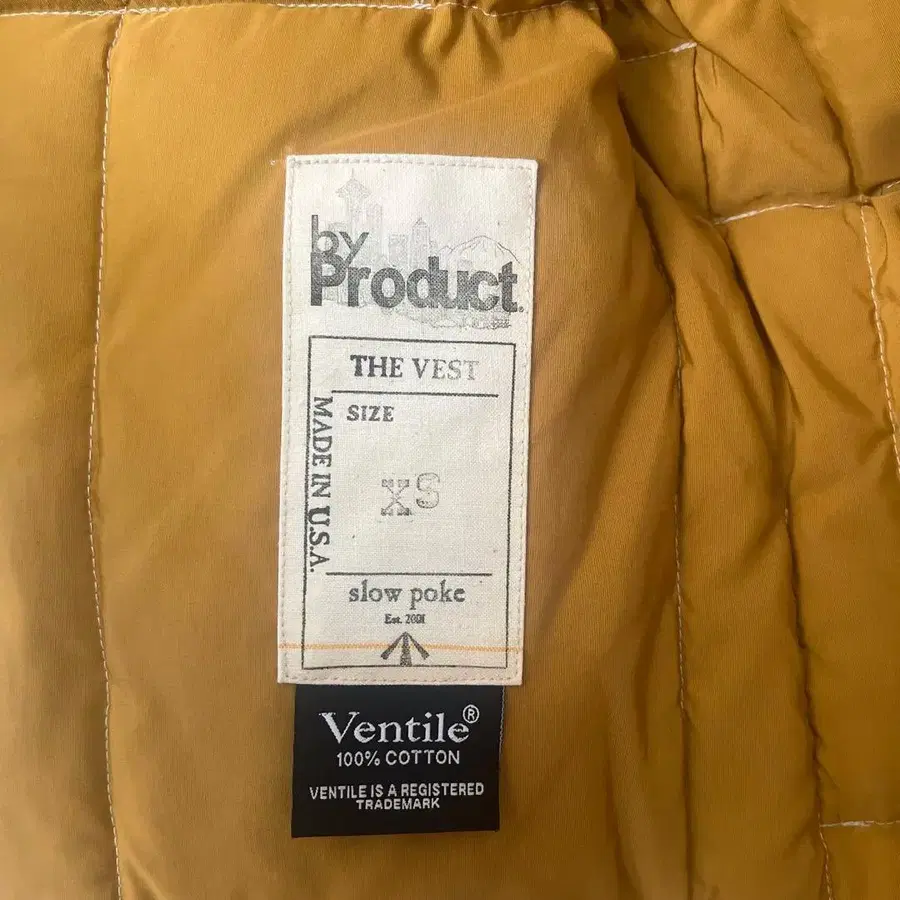 by
Product.
THE VEST
SIZE
XS
MADE IN U.S.A.
slow poke
Est. 2001
Ventile®
100% COTTON
VENTILE IS A REGISTERED
TRADEMARK